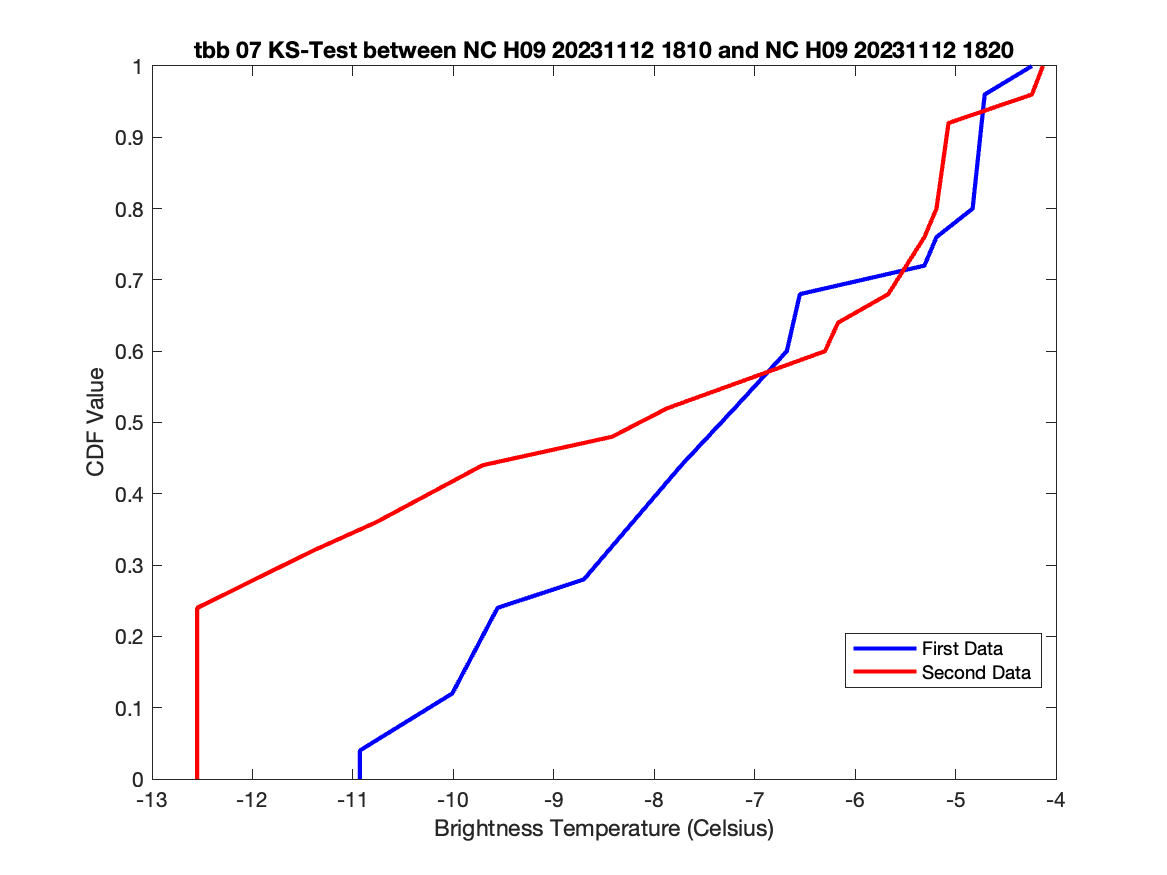 tbb 07 KS-Test between NC H09 20231112 1810 and NC H09 20231112 1820
1
0.9
0.8
0.7
0.6
0.5
0.4
0.3
0.2
0.1
0
CDF Value
First Data
Second Data
-13 -12 -11 -10 -9 -8 -7 -6 -5 -4
Brightness Temperature (Celsius)